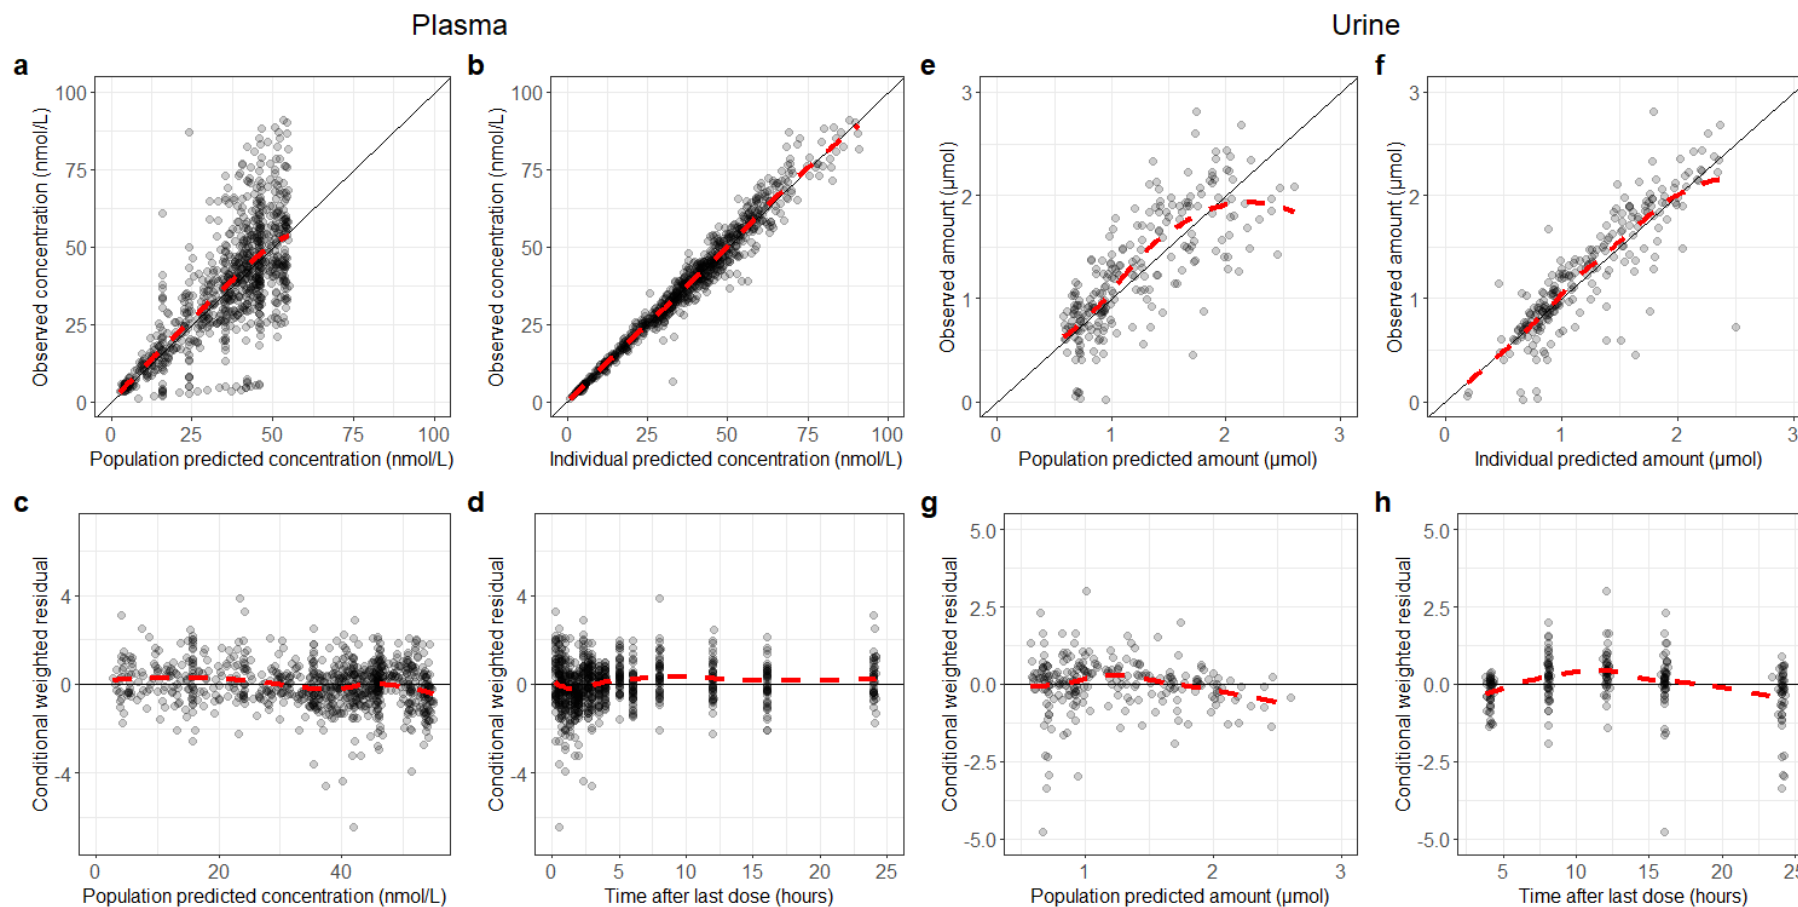 Plasma
Urine
a
b
e
f
100
75
50
25
0
Observed concentration (nmol/L)
0 25 50 75 100
Population predicted concentration (nmol/L)
100
75
50
25
0
Observed concentration (nmol/L)
0 25 50 75 100
Individual predicted concentration (nmol/L)
3
2
1
0
Observed amount (µmol)
0 1 2 3
Population predicted amount (µmol)
3
2
1
0
Observed amount (µmol)
0 1 2 3
Individual predicted amount (µmol)
c
d
g
h
4
0
-4
Conditional weighted residual
0 20 40
Population predicted concentration (nmol/L)
4
0
-4
Conditional weighted residual
0 5 10 15 20 25
Time after last dose (hours)
5.0
2.5
0.0
-2.5
-5.0
Conditional weighted residual
1 2 3
Population predicted amount (µmol)
5.0
2.5
0.0
-2.5
-5.0
Conditional weighted residual
5 10 15 20 25
Time after last dose (hours)